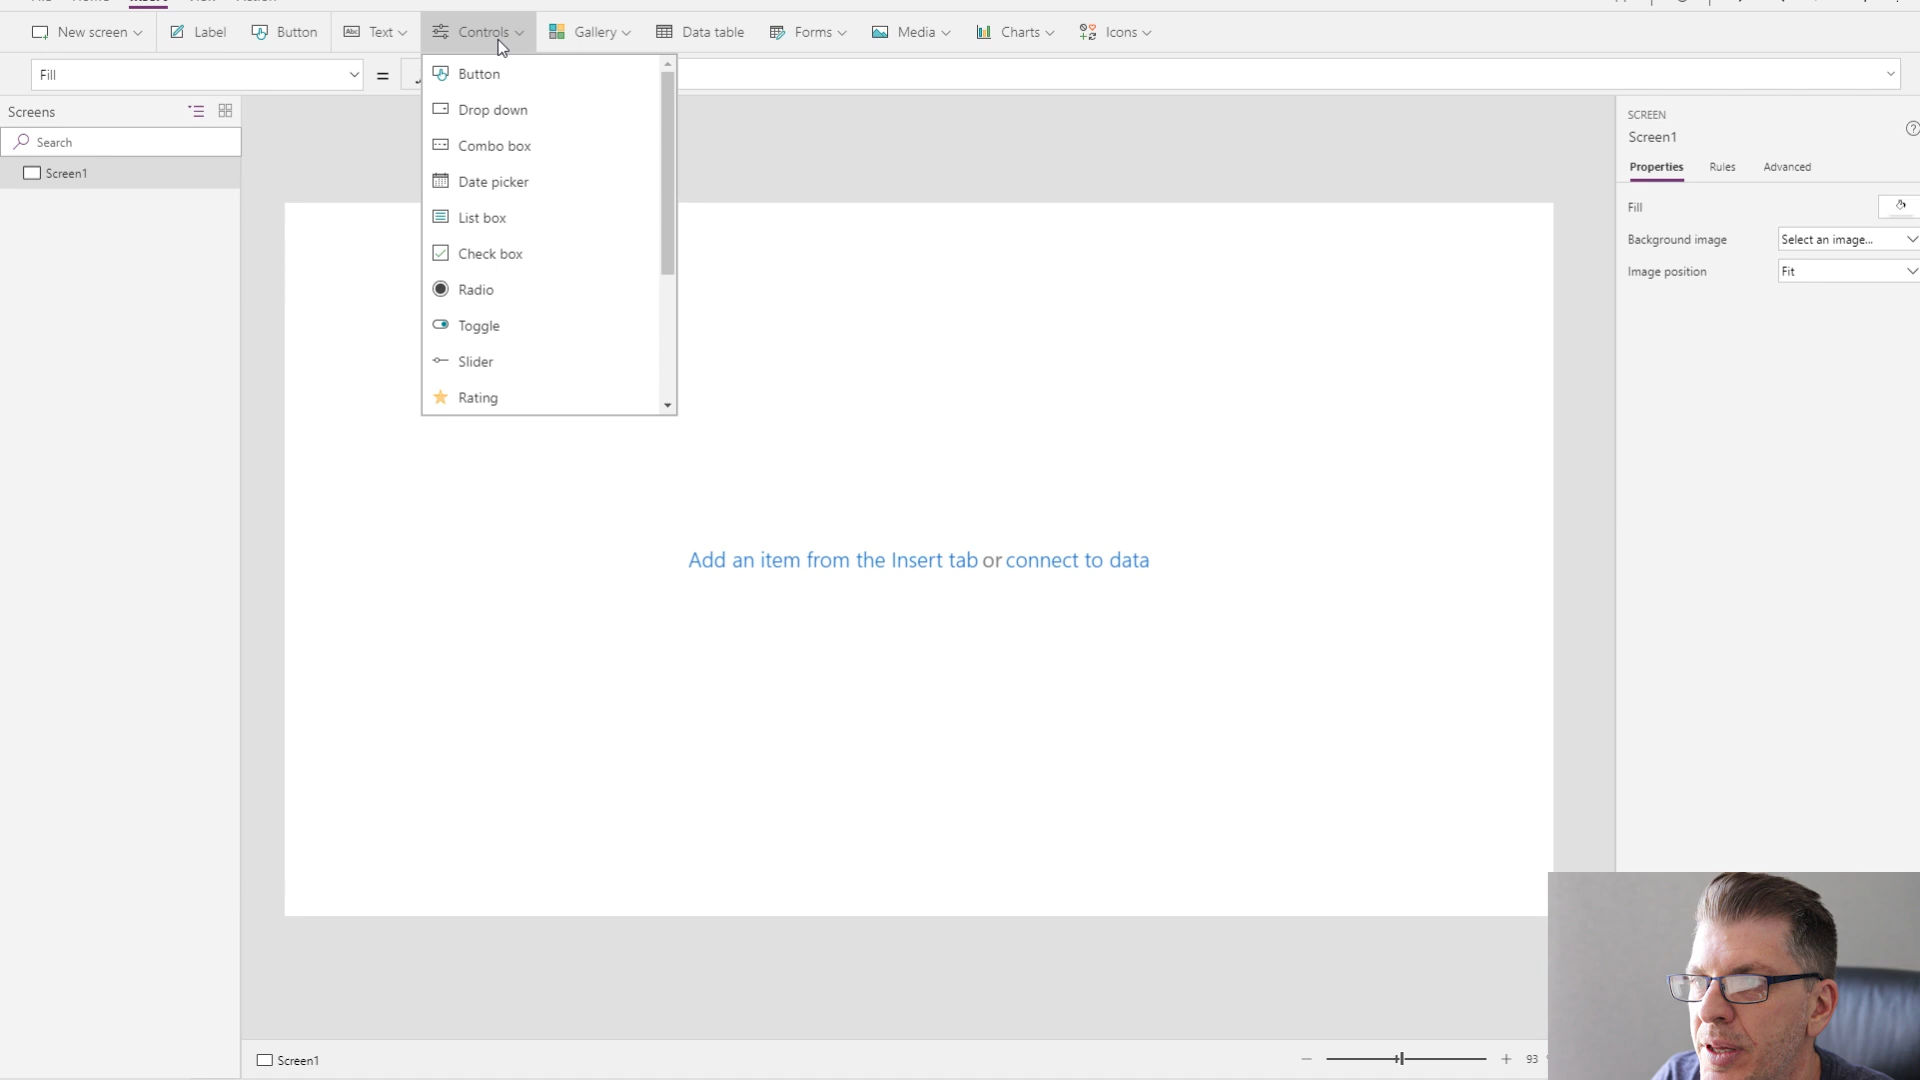 Insert
New screen Label Button Text Controls Gallery Data table Forms Media Charts Icons
Fill =
Button
Drop down
Combo box
Date picker
List box
Check box
Radio
Toggle
Slider
Rating
Screens
Search
Screen1
Add an item from the Insert tab or connect to data
SCREEN
Screen1
Properties Rules Advanced
Fill
Background image Select an image...
Image position Fit
Screen1
93